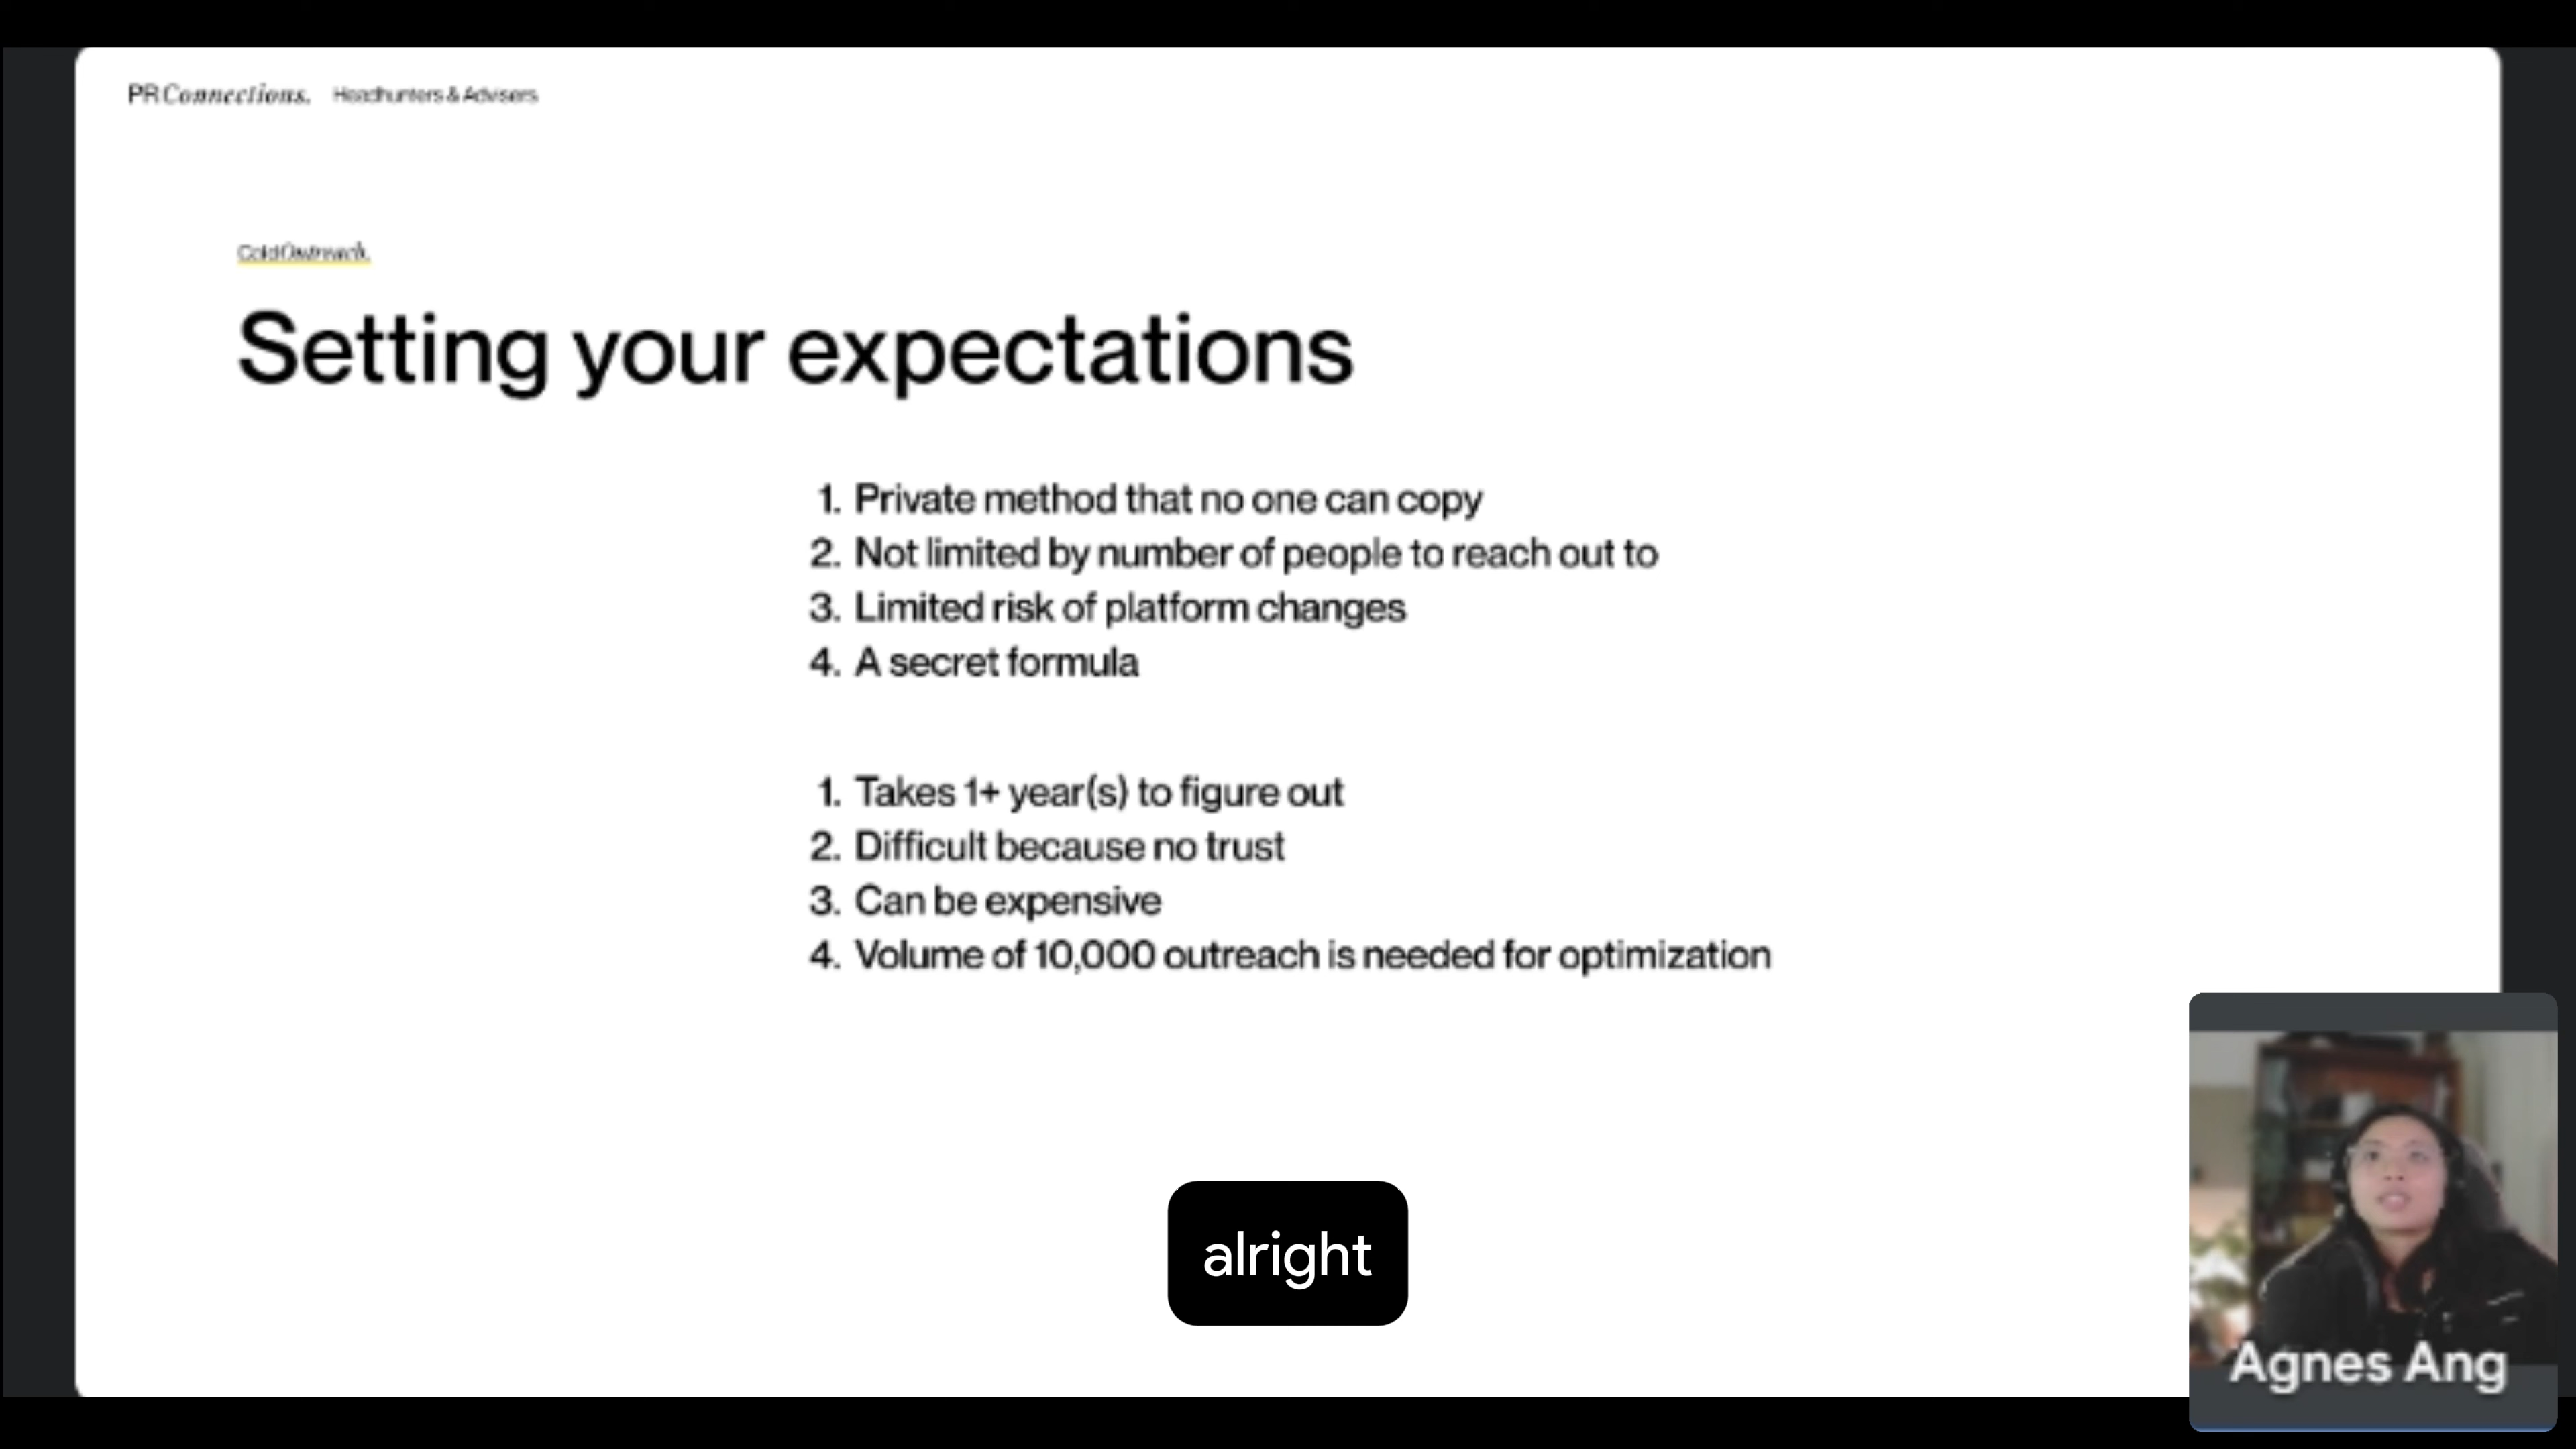 PR Connections. Headhunters & Advisers
Cold Outreach.
Setting your expectations
1. Private method that no one can copy
2. Not limited by number of people to reach out to
3. Limited risk of platform changes
4. A secret formula
1. Takes 1+ year(s) to figure out
2. Difficult because no trust
3. Can be expensive
4. Volume of 10,000 outreach is needed for optimization
alright
Agnes Ang